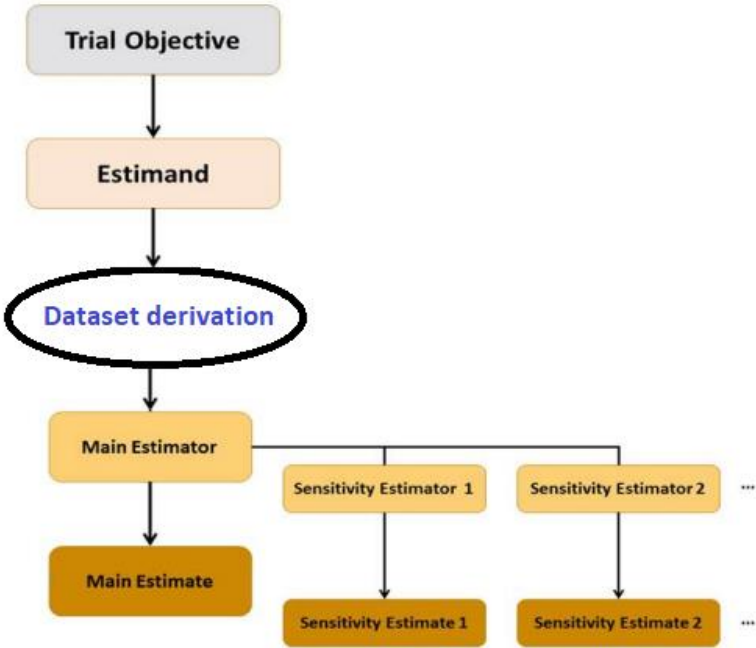 Trial Objective
Estimand
Dataset derivation
Main Estimator
Sensitivity Estimator 1
Sensitivity Estimator 2
...
Main Estimate
Sensitivity Estimate 1
Sensitivity Estimate 2
...